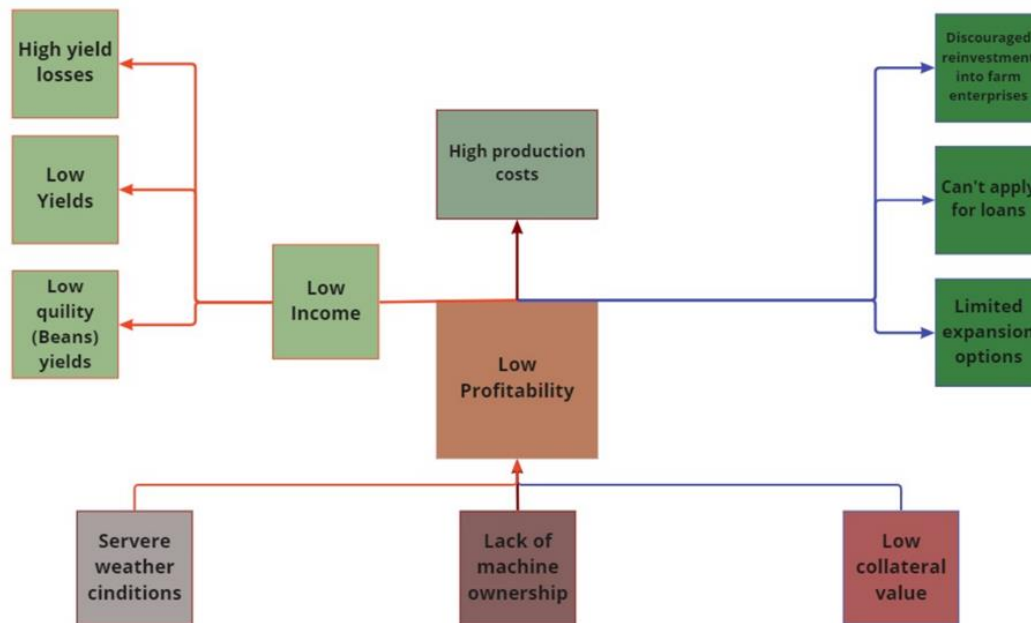 High yield
losses
Low
Yields
Low
quility
(Beans)
yields
Low
Income
High production
costs
Low
Profitability
Discouraged
reinvestment
into farm
enterprises
Can't apply
for loans
Limited
expansion
options
Servere
weather
cinditions
Lack of
machine
ownership
Low
collateral
value